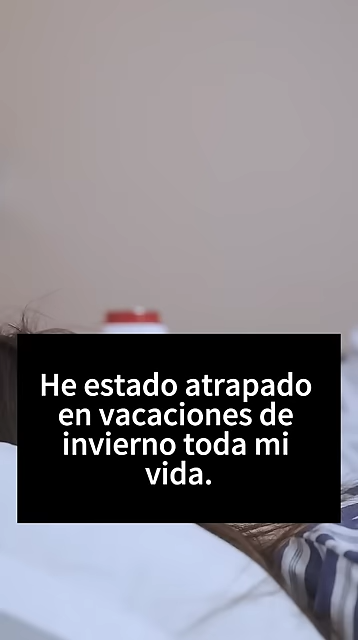 He estado atrapado
en vacaciones de
invierno toda mi
vida.